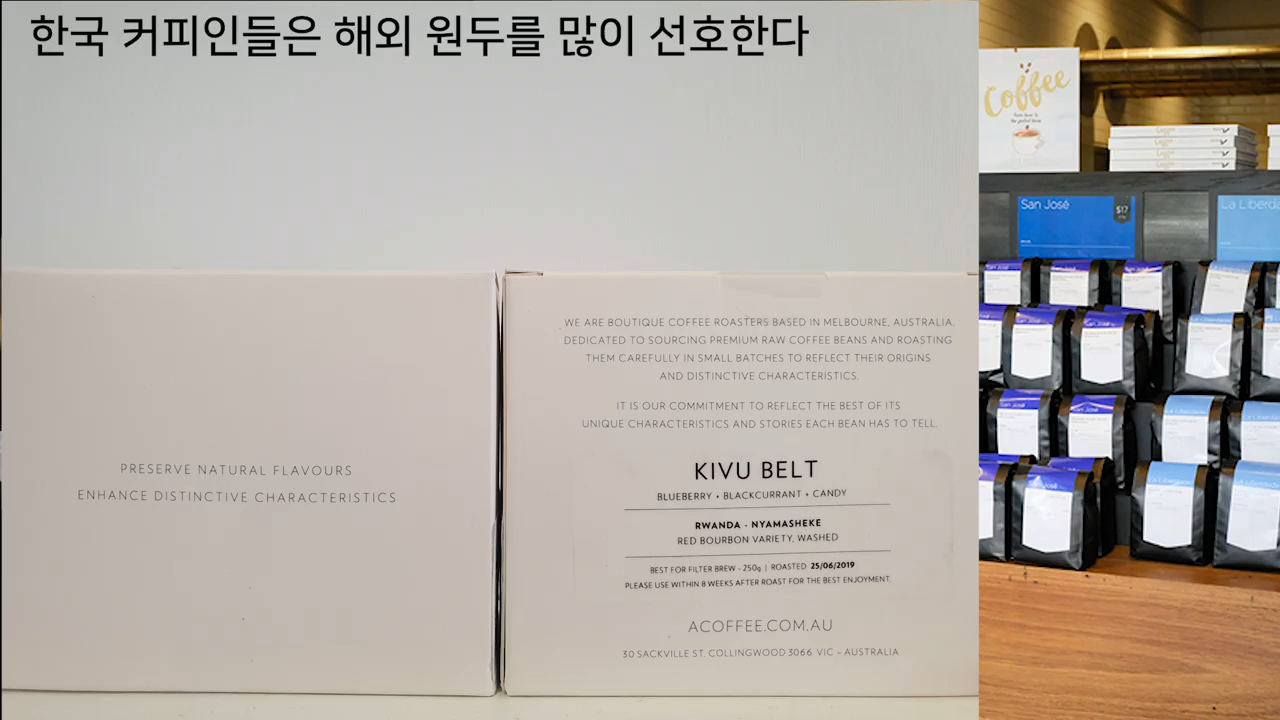 한국 커피인들은 해외 원두를 많이 선호한다
PRESERVE NATURAL FLAVOURS
ENHANCE DISTINCTIVE CHARACTERISTICS
WE ARE BOUTIQUE COFFEE ROASTERS BASED IN MELBOURNE, AUSTRALIA.
DEDICATED TO SOURCING PREMIUM RAW COFFEE BEANS AND ROASTING
THEM CAREFULLY IN SMALL BATCHES TO REFLECT THEIR ORIGINS
AND DISTINCTIVE CHARACTERISTICS.
IT IS OUR COMMITMENT TO REFLECT THE BEST OF ITS
UNIQUE CHARACTERISTICS AND STORIES EACH BEAN HAS TO TELL.
KIVU BELT
BLUEBERRY + BLACKCURRANT + CANDY
RWANDA - NYAMASHEKE
RED BOURBON VARIETY, WASHED
BEST FOR FILTER BREW - 250g | ROASTED 25/06/2019
PLEASE USE WITHIN 8 WEEKS AFTER ROAST FOR THE BEST ENJOYMENT.
ACOFFEE.COM.AU
30 SACKVILLE ST. COLLINGWOOD 3066 VIC – AUSTRALIA
Coffee
San José
$17
La Liberda